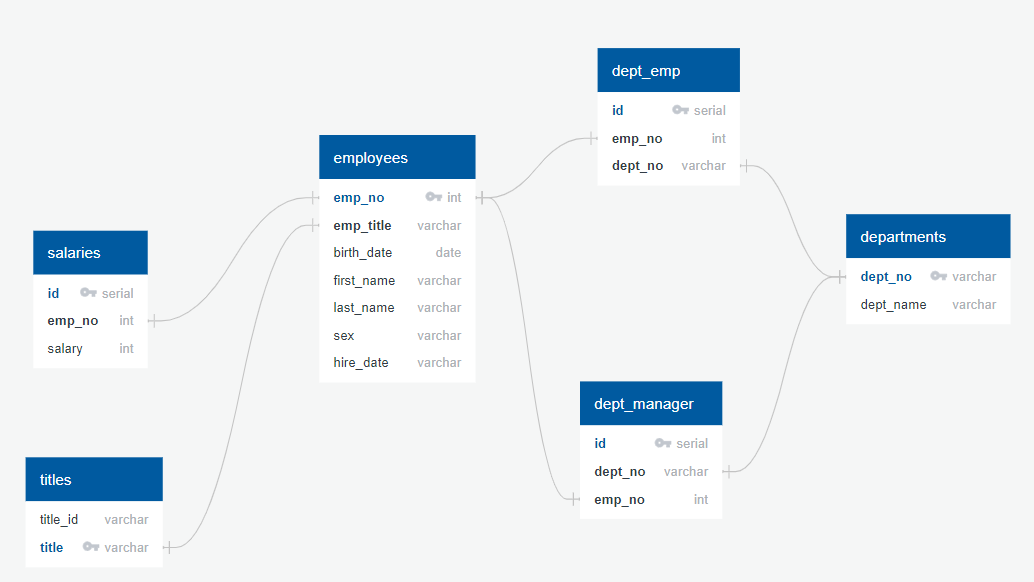 salaries
id serial
emp_no int
salary int
titles
title_id varchar
title varchar
employees
emp_no int
emp_title varchar
birth_date date
first_name varchar
last_name varchar
sex varchar
hire_date varchar
dept_emp
id serial
emp_no int
dept_no varchar
dept_manager
id serial
dept_no varchar
emp_no int
departments
dept_no varchar
dept_name varchar